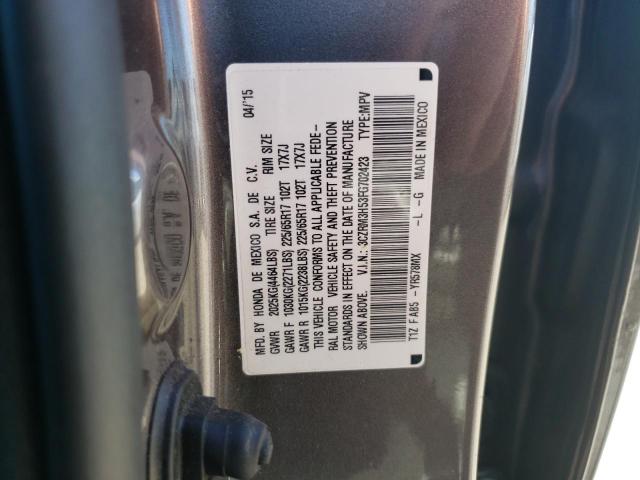 MFD. BY HONDA DE MEXICO S.A. DE C.V. 04/'15
GVWR 2025KG(4464LBS) TIRE SIZE RIM SIZE
GAWR F 1030KG(2271LBS) 225/65R17 102T 17X7J
GAWR R 1015KG(2238LBS) 225/65R17 102T 17X7J
THIS VEHICLE CONFORMS TO ALL APPLICABLE FEDE-
RAL MOTOR VEHICLE SAFETY AND THEFT PREVENTION
STANDARDS IN EFFECT ON THE DATE OF MANUFACTURE
SHOWN ABOVE. V.I.N.: 3CZRM3H53FG702423 TYPE:MPV
T1Z FAB5 -YR578MX -L -G MADE IN MEXICO